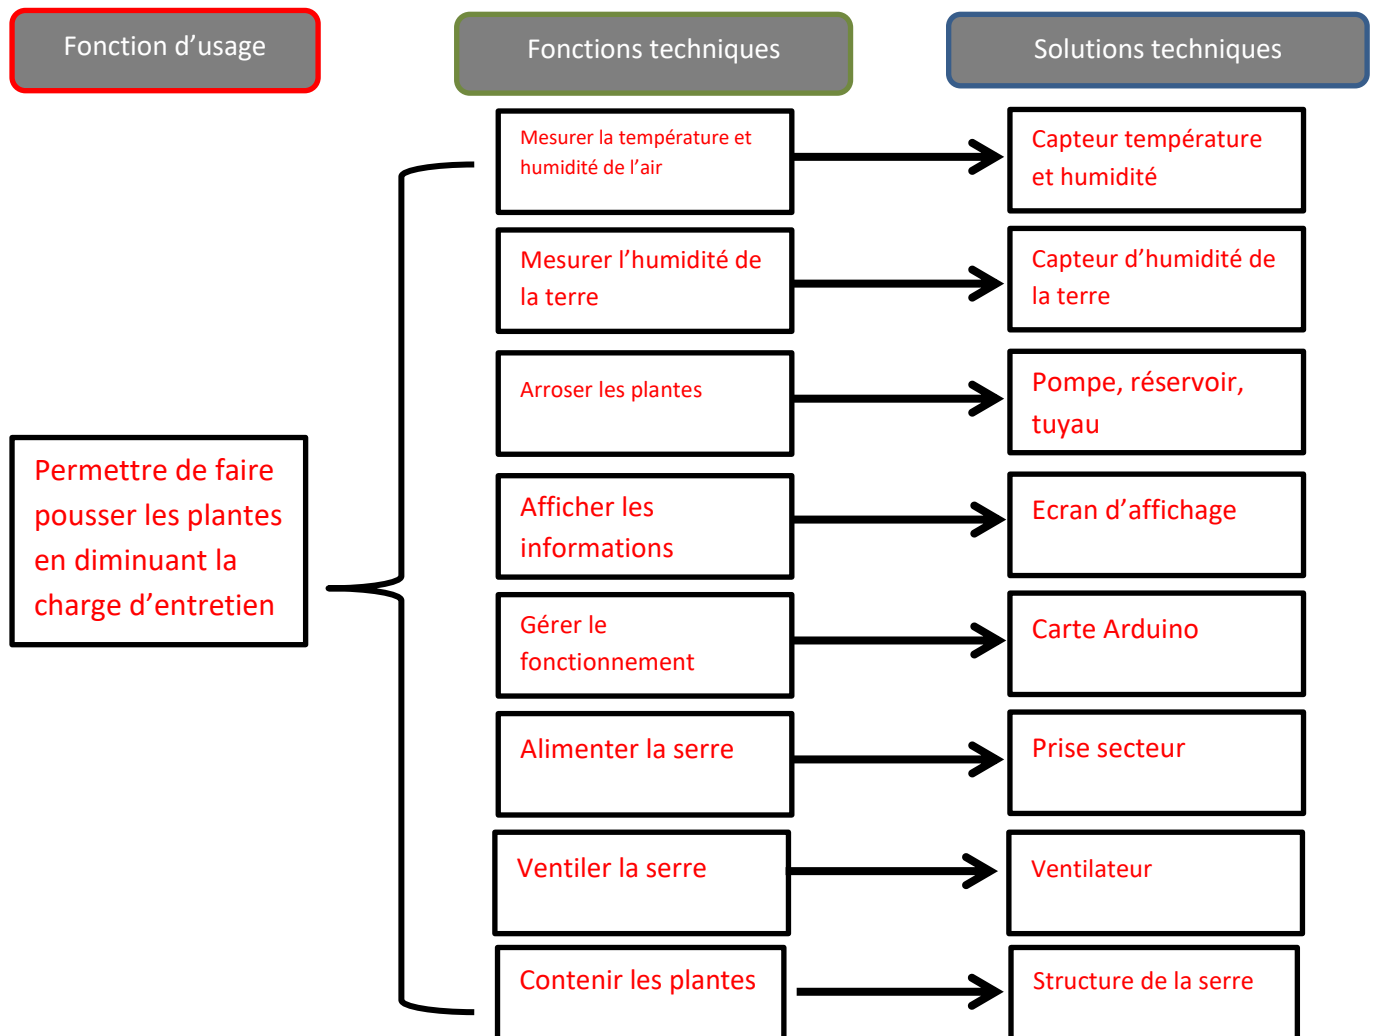 Fonction d’usage
Fonctions techniques
Solutions techniques
Mesurer la température et
humidité de l’air
Capteur température
et humidité
Mesurer l’humidité de
la terre
Capteur d’humidité de
la terre
Arroser les plantes
Pompe, réservoir,
tuyau
Permettre de faire
pousser les plantes
en diminuant la
charge d’entretien
Afficher les
informations
Ecran d’affichage
Gérer le
fonctionnement
Carte Arduino
Alimenter la serre
Prise secteur
Ventiler la serre
Ventilateur
Contenir les plantes
Structure de la serre